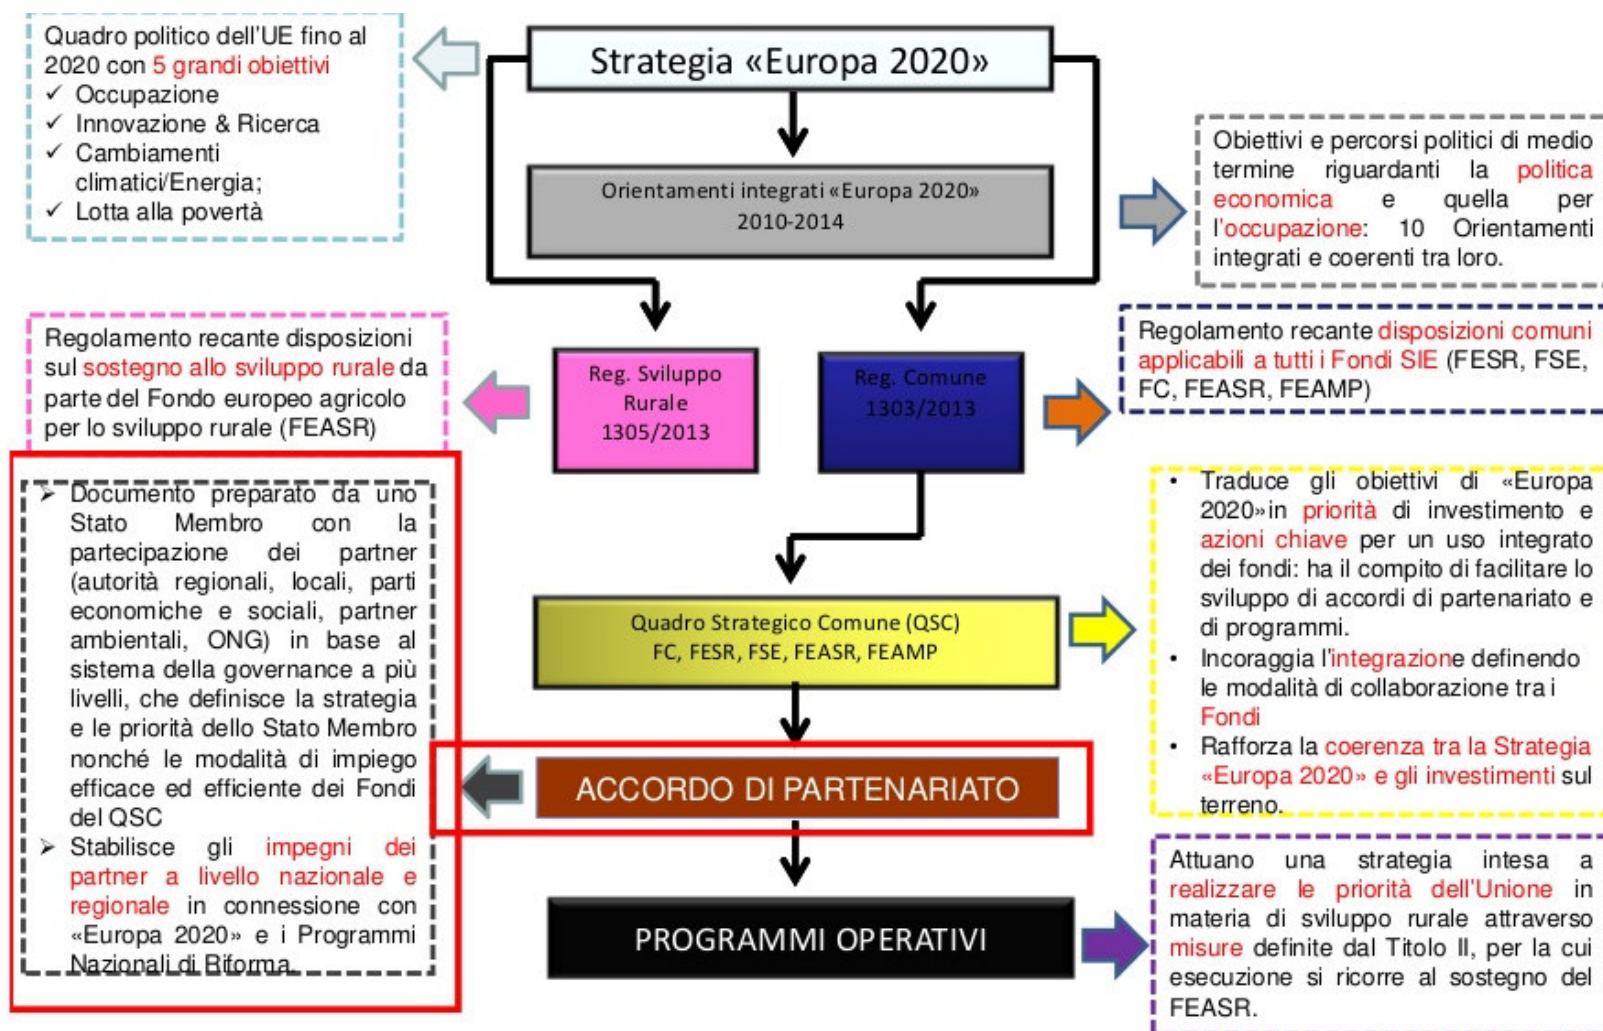 Quadro politico dell'UE fino al
2020 con 5 grandi obiettivi
✓ Occupazione
✓ Innovazione & Ricerca
✓ Cambiamenti
climatici/Energia;
✓ Lotta alla povertà
Strategia «Europa 2020»
Orientamenti integrati «Europa 2020»
2010-2014
Obiettivi e percorsi politici di medio
termine riguardanti la politica
economica e quella per
l'occupazione: 10 Orientamenti
integrati e coerenti tra loro.
Regolamento recante disposizioni
sul sostegno allo sviluppo rurale da
parte del Fondo europeo agricolo
per lo sviluppo rurale (FEASR)
Reg. Sviluppo
Rurale
1305/2013
Reg. Comune
1303/2013
Regolamento recante disposizioni comuni
applicabili a tutti i Fondi SIE (FESR, FSE,
FC, FEASR, FEAMP)
➢ Documento preparato da uno
Stato Membro con la
partecipazione dei partner
(autorità regionali, locali, parti
economiche e sociali, partner
ambientali, ONG) in base al
sistema della governance a più
livelli, che definisce la strategia
e le priorità dello Stato Membro
nonché le modalità di impiego
efficace ed efficiente dei Fondi
del QSC
➢ Stabilisce gli impegni dei
partner a livello nazionale e
regionale in connessione con
«Europa 2020» e i Programmi
Nazionali di Riforma.
Quadro Strategico Comune (QSC)
FC, FESR, FSE, FEASR, FEAMP
• Traduce gli obiettivi di «Europa
2020»in priorità di investimento e
azioni chiave per un uso integrato
dei fondi: ha il compito di facilitare lo
sviluppo di accordi di partenariato e
di programmi.
• Incoraggia l'integrazione definendo
le modalità di collaborazione tra i
Fondi
• Rafforza la coerenza tra la Strategia
«Europa 2020» e gli investimenti sul
terreno.
ACCORDO DI PARTENARIATO
PROGRAMMI OPERATIVI
Attuano una strategia intesa a
realizzare le priorità dell'Unione in
materia di sviluppo rurale attraverso
misure definite dal Titolo II, per la cui
esecuzione si ricorre al sostegno del
FEASR.